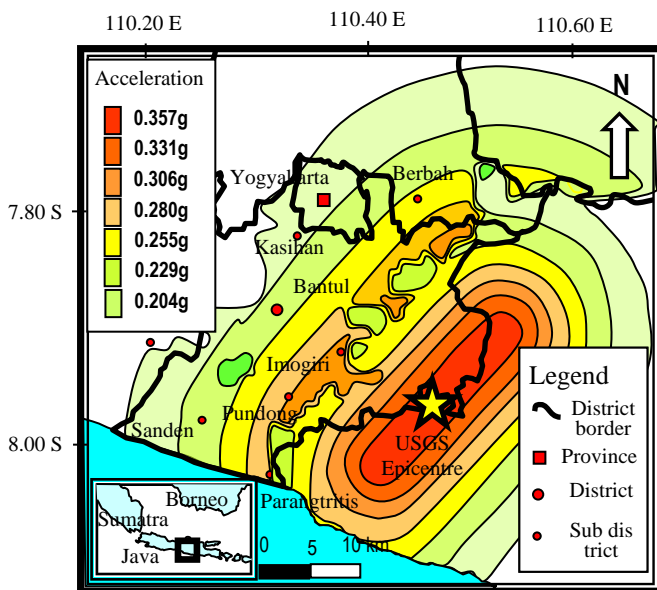 110.20 E
110.40 E
110.60 E
Acceleration
0.357g
0.331g
0.306g
0.280g
0.255g
0.229g
0.204g
N
7.80 S
8.00 S
Yogyakarta
Berbah
Kasihan
Bantul
Imogiri
Pundong
Sanden
USGS
Epicentre
Parangtritis
Legend
District
border
Province
District
Sub dis
trict
Borneo
Sumatra
Java
0 5 10 km